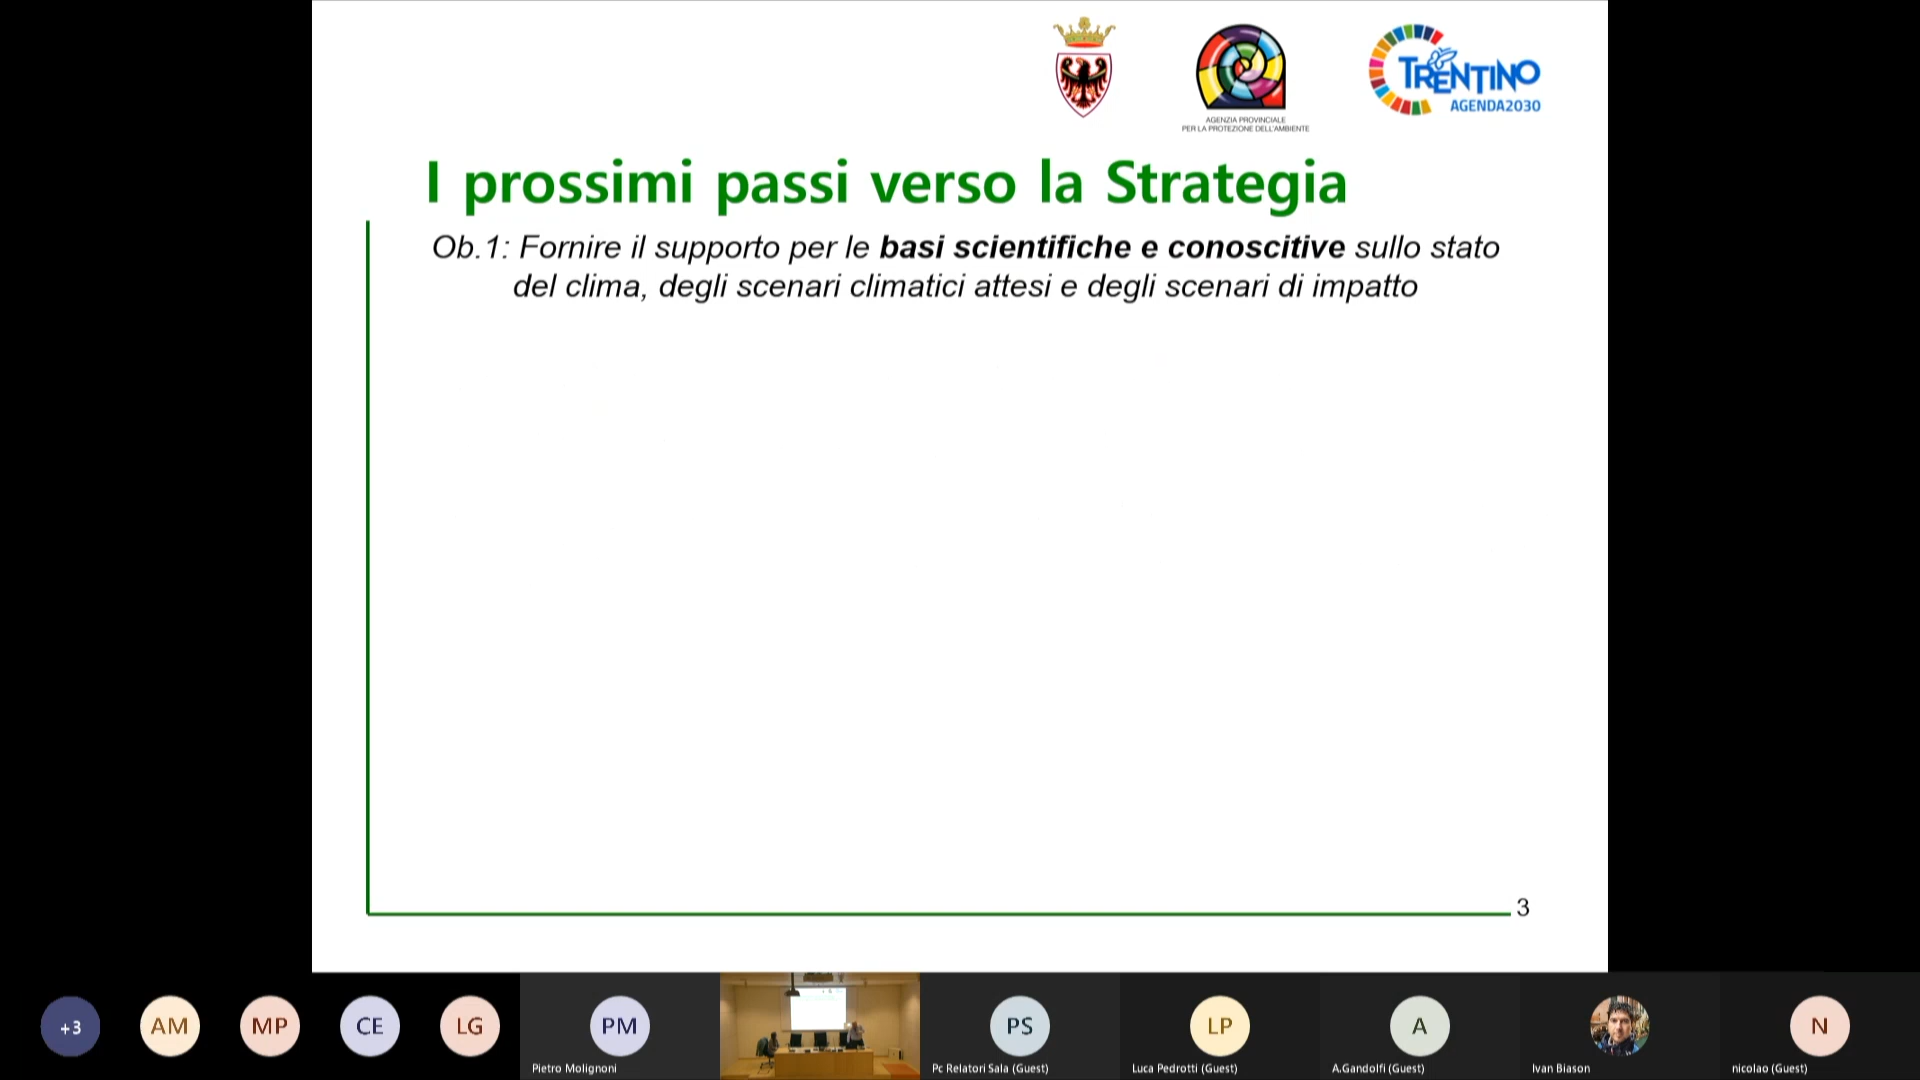 TRENTINO
AGENDA2030
AGENZIA PROVINCIALE
PER LA PROTEZIONE DELL'AMBIENTE
I prossimi passi verso la Strategia
Ob.1: Fornire il supporto per le basi scientifiche e conoscitive sullo stato
del clima, degli scenari climatici attesi e degli scenari di impatto
3
+3
AM
MP
CE
LG
PM
PS
LP
A
N
Pietro Molignoni
Pc Relatori Sala (Guest)
Luca Pedrotti (Guest)
A.Gandolfi (Guest)
Ivan Biason
nicolao (Guest)